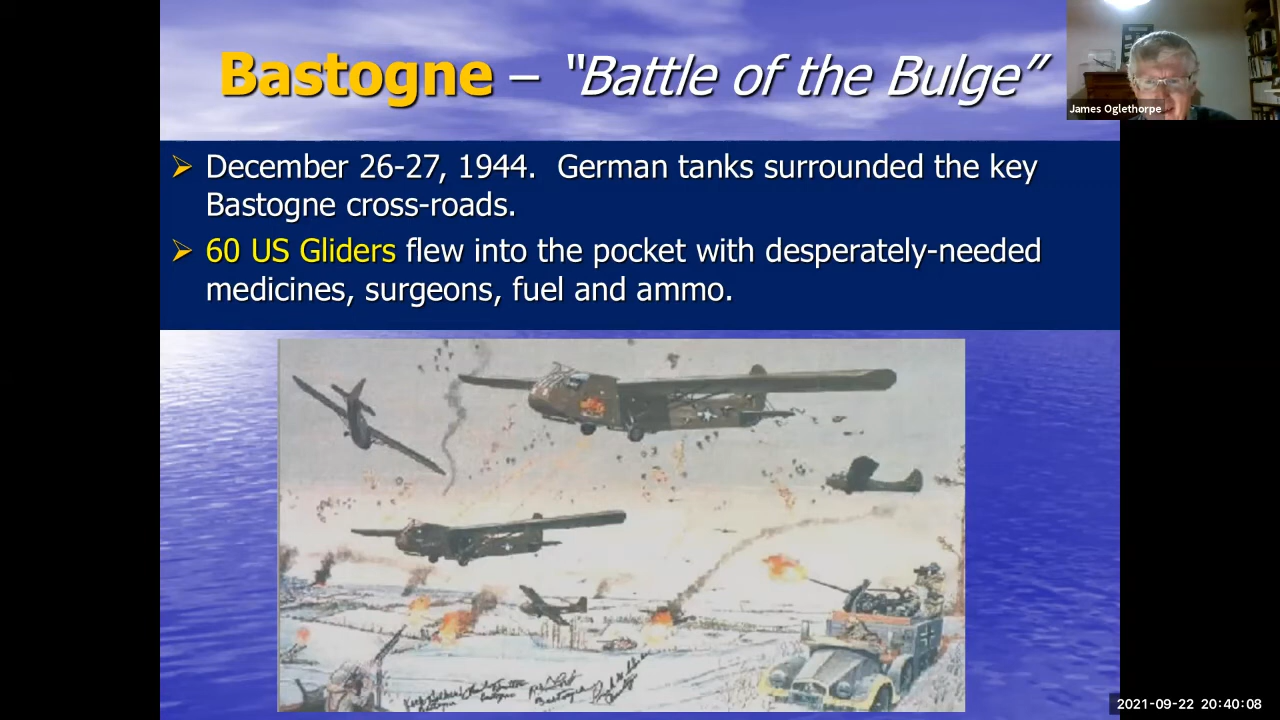 Bastogne – “Battle of the Bulge”
James Oglethorpe
➢ December 26-27, 1944. German tanks surrounded the key
Bastogne cross-roads.
➢ 60 US Gliders flew into the pocket with desperately-needed
medicines, surgeons, fuel and ammo.
Bastogne
2021-09-22 20:40:08